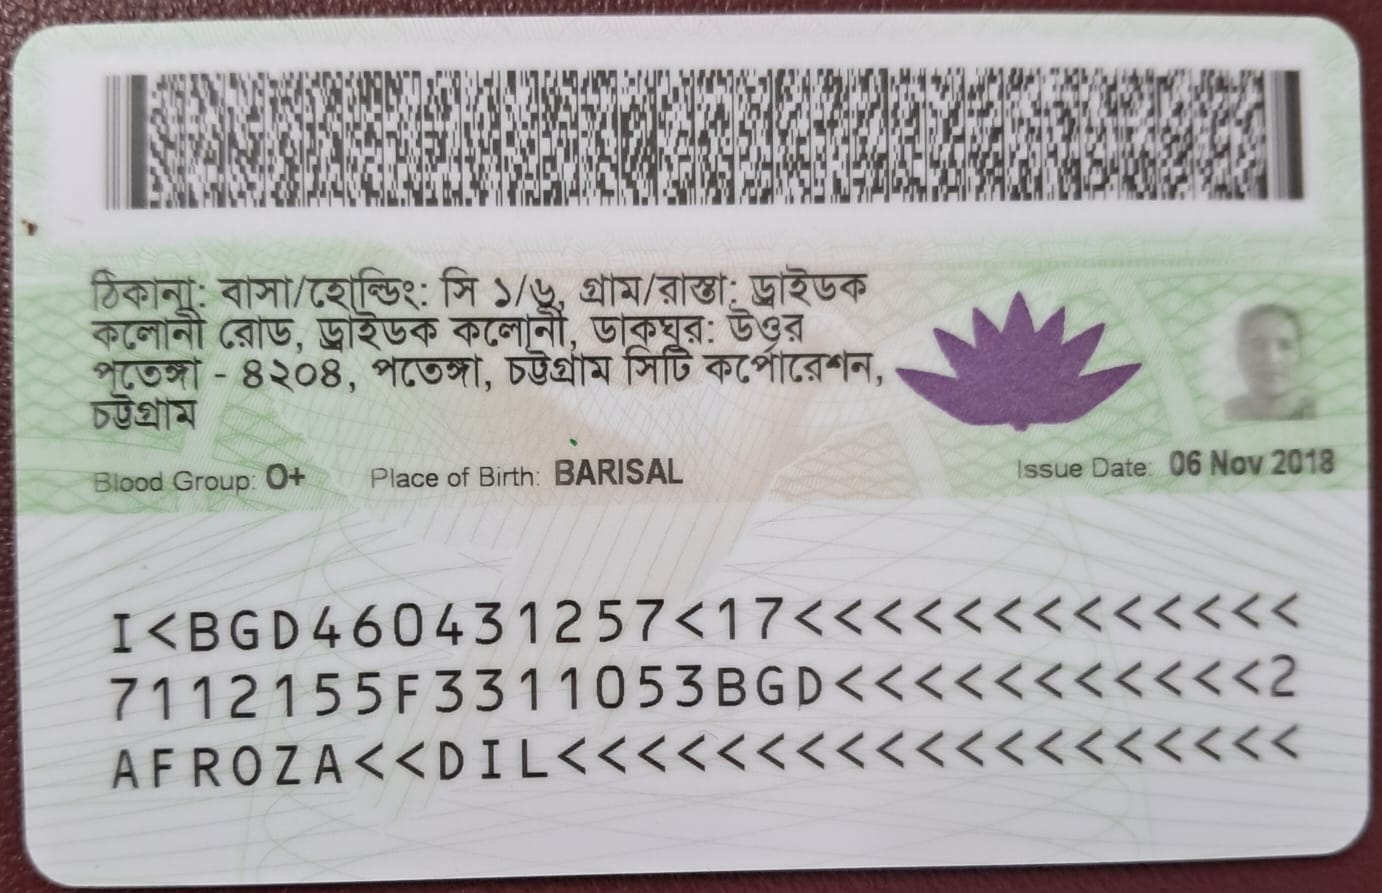 ঠিকানা: বাসা/হোল্ডিং: সি ১/৬, গ্রাম/রাস্তা: ড্রাইডক
কলোনী রোড, ড্রাইডক কলোনী, ডাকঘর: উত্তর
পতেঙ্গা - ৪২০৪, পতেঙ্গা, চট্টগ্রাম সিটি কর্পোরেশন,
চট্টগ্রাম
Blood Group: O+ Place of Birth: BARISAL Issue Date: 06 Nov 2018
I<BGD460431257<17<<<<<<<<<<<<<
7112155F3311053BGD<<<<<<<<<<<2
AFROZA<<DIL<<<<<<<<<<<<<<<<<<<